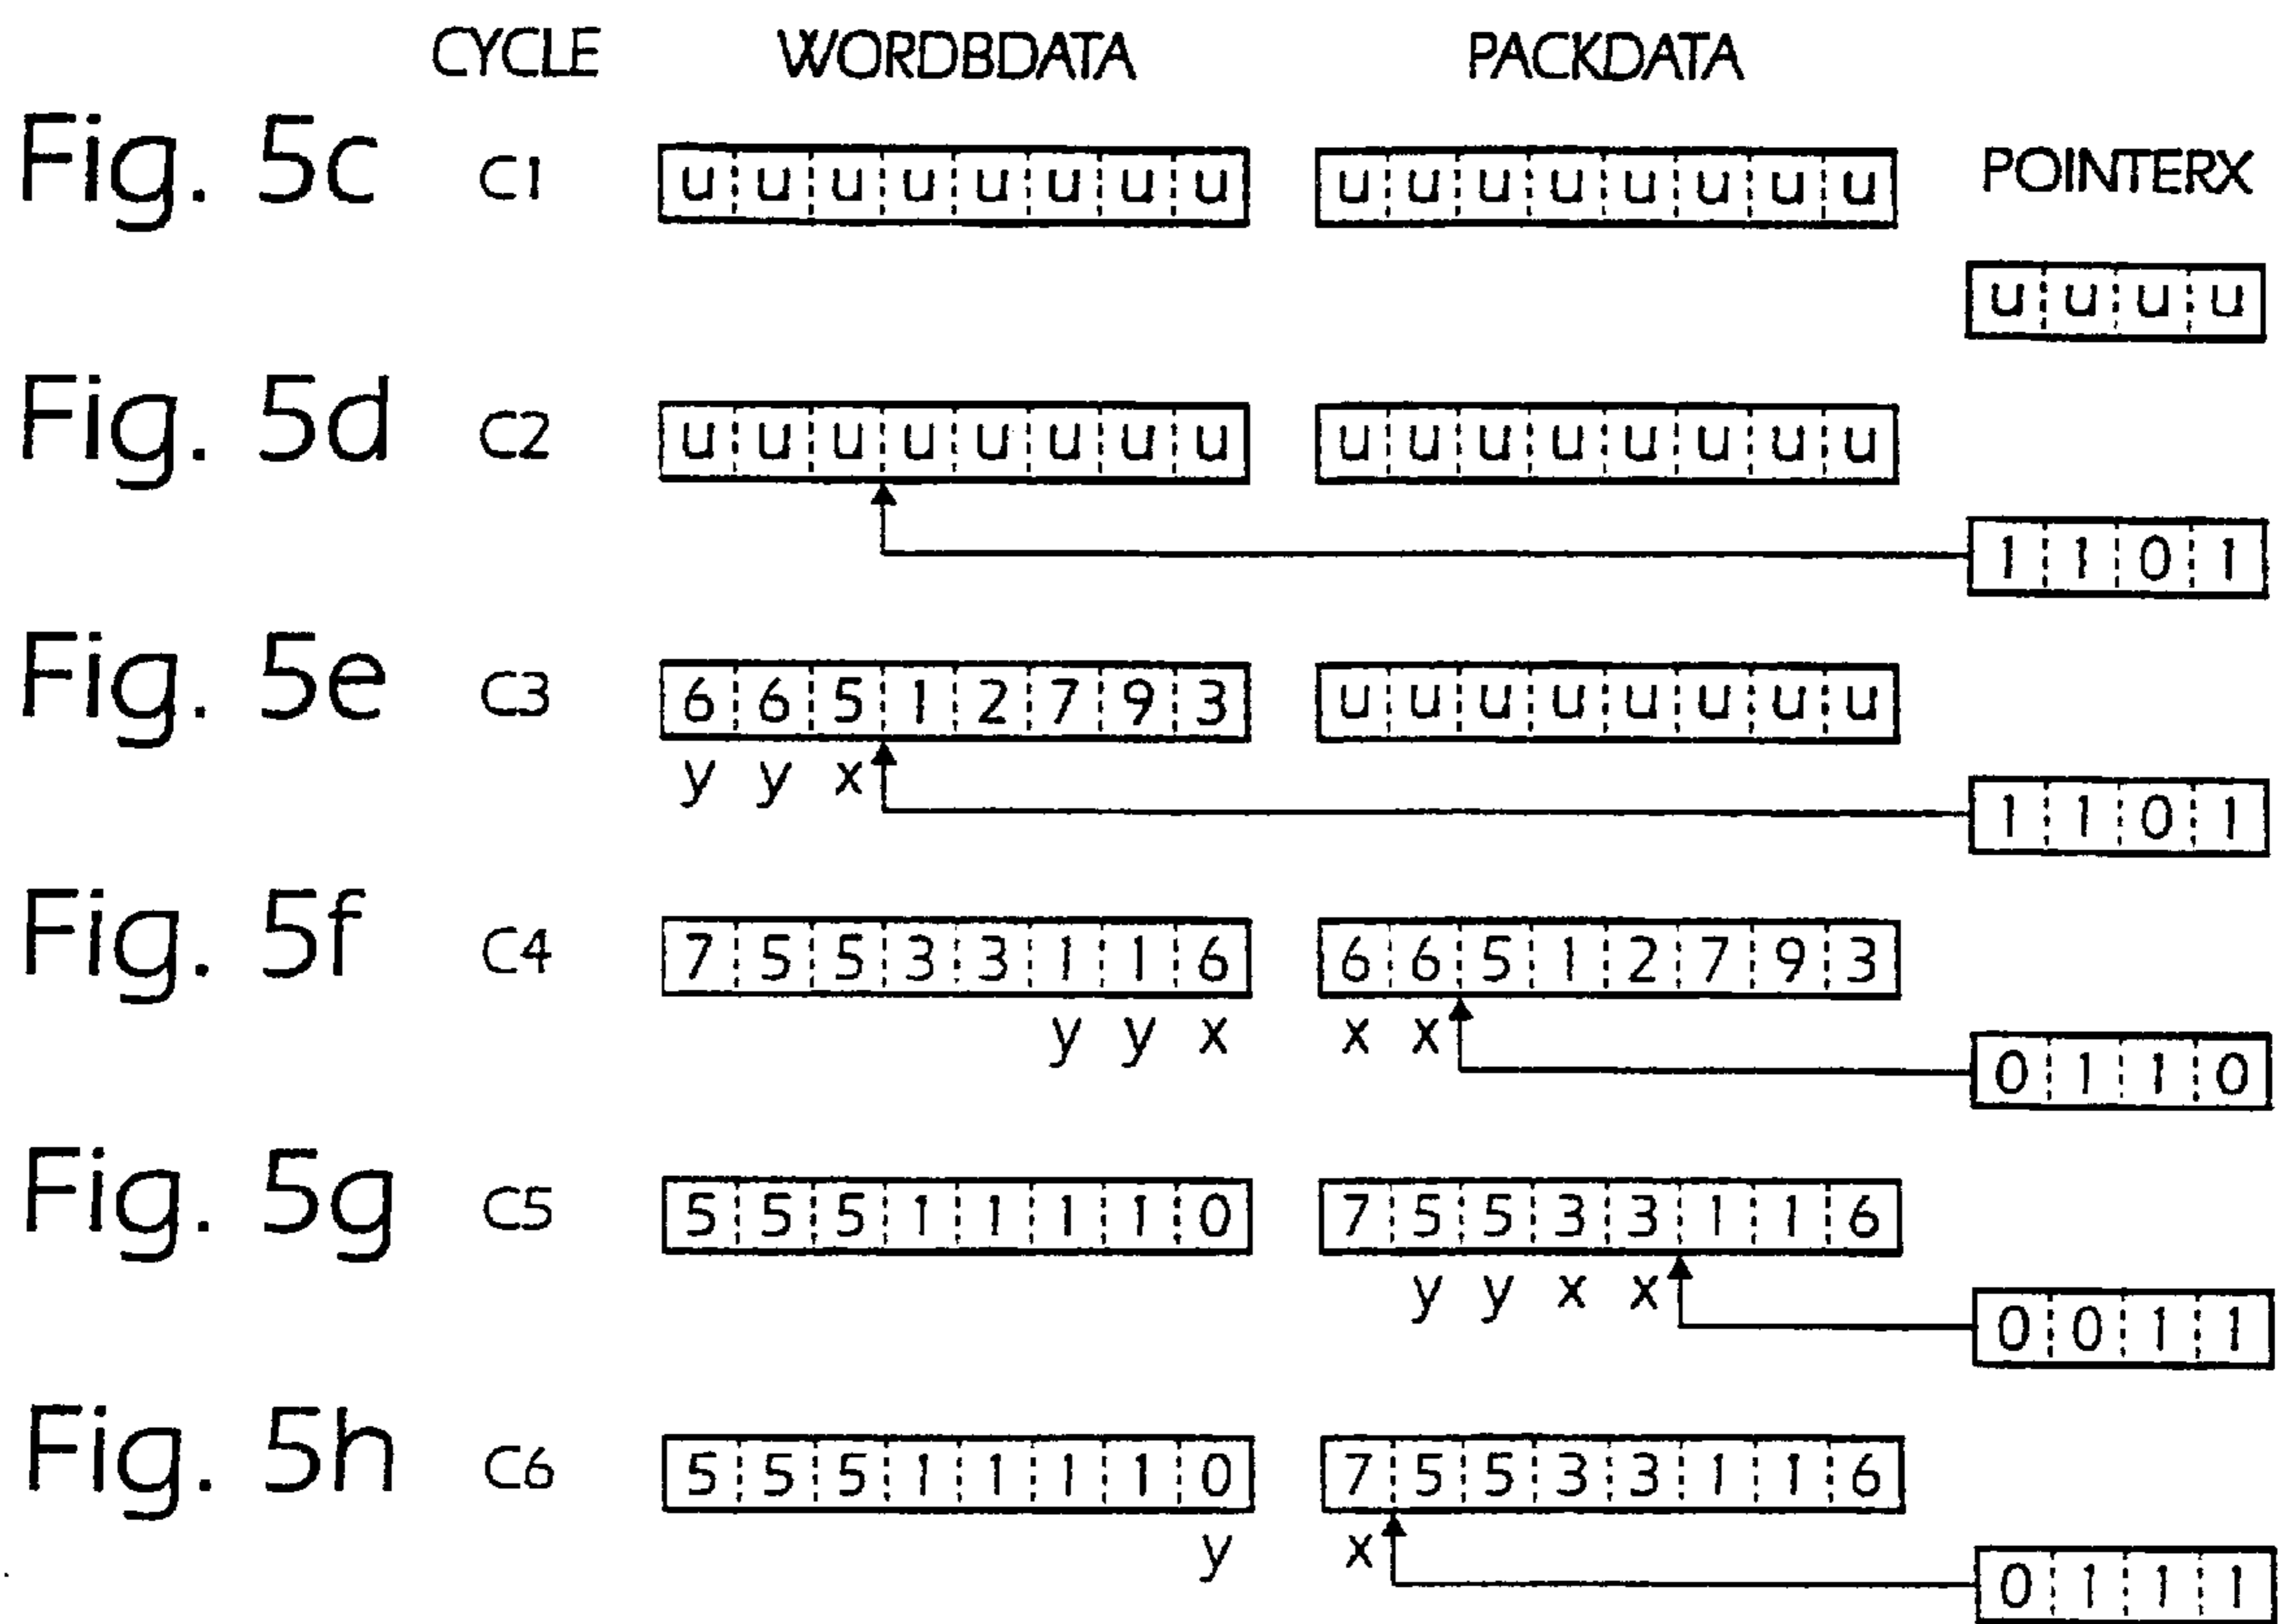 CYCLE WORDBDATA PACKDATA
Fig. 5c C1 u u u u u u u u u u u u u u u u POINTERX
u u u u
Fig. 5d C2 u u u u u u u u u u u u u u u u
1 1 0 1
Fig. 5e C3 6 6 5 1 2 7 9 3 u u u u u u u u
y y x
1 1 0 1
Fig. 5f C4 7 5 5 3 3 1 1 6 6 6 5 1 2 7 9 3
y y x x x
0 1 1 0
Fig. 5g C5 5 5 5 1 1 1 1 0 7 5 5 3 3 1 1 6
y y x x
0 0 1 1
Fig. 5h C6 5 5 5 1 1 1 1 0 7 5 5 3 3 1 1 6
y x
0 1 1 1